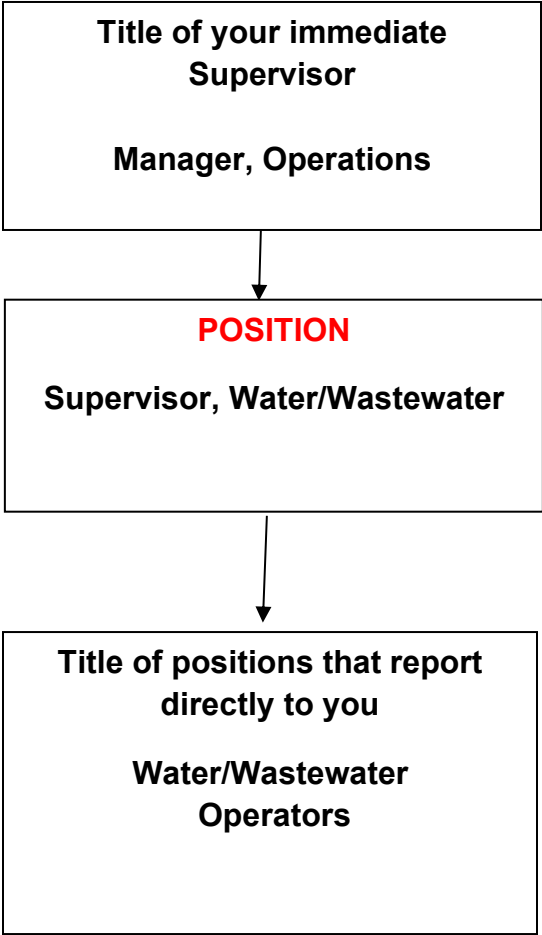 Title of your immediate
Supervisor
Manager, Operations
POSITION
Supervisor, Water/Wastewater
Title of positions that report
directly to you
Water/Wastewater
Operators